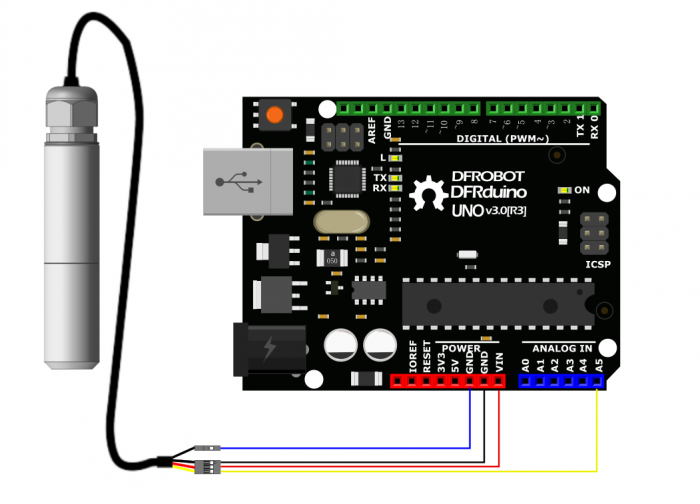 AREF
GND
13
12
~11
~10
~9
8
7
~6
~5
4
~3
2
TX 1
RX 0
DIGITAL (PWM~)
L
TX
RX
DFROBOT
DFRduino
UNO v3.0[R3]
ON
ICSP
a
050
POWER
ANALOG IN
IOREF
RESET
3V3
5V
GND
GND
VIN
A0
A1
A2
A3
A4
A5